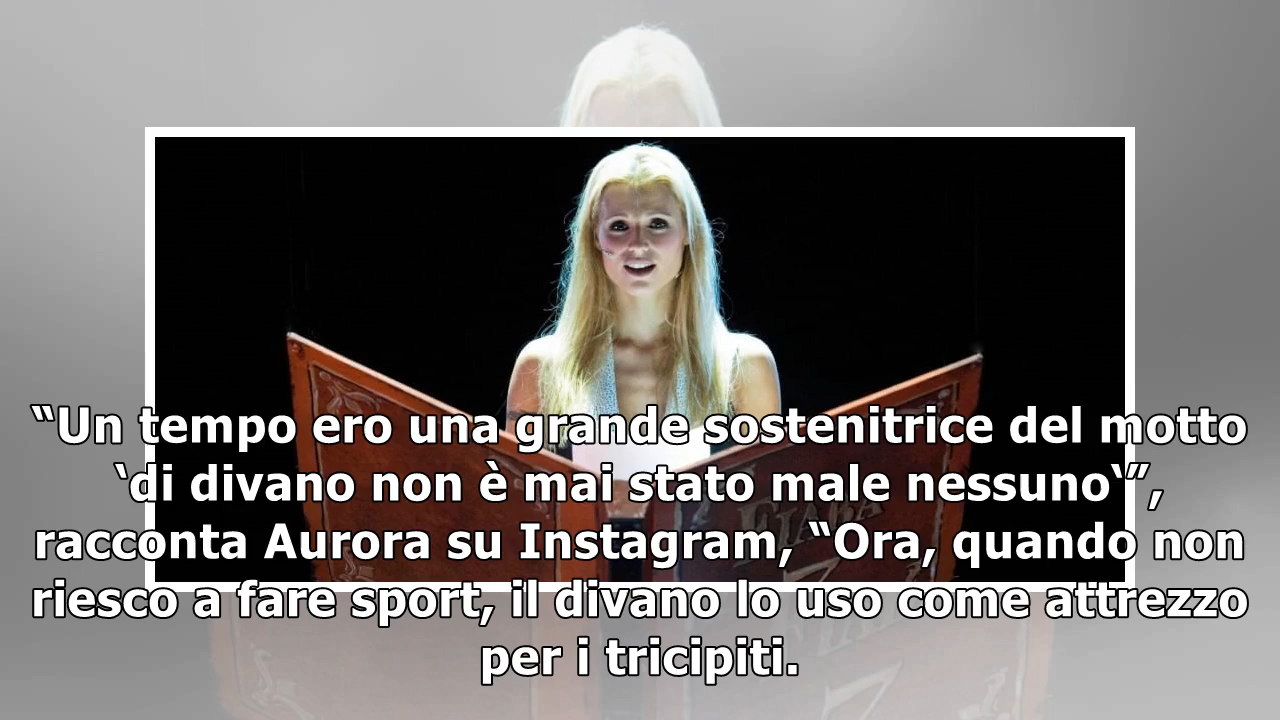 “Un tempo ero una grande sostenitrice del motto
‘di divano non è mai stato male nessuno‘”,
racconta Aurora su Instagram, “Ora, quando non
riesco a fare sport, il divano lo uso come attrezzo
per i tricipiti.
FIABA